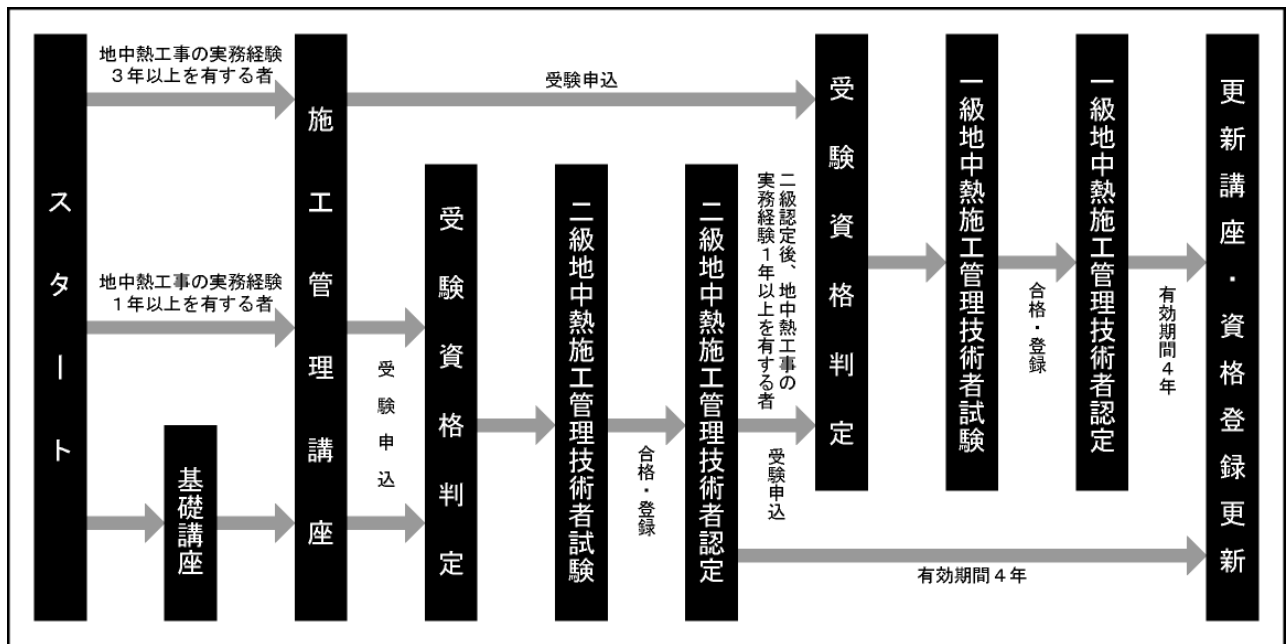 スタート
地中熱工事の実務経験
３年以上を有する者
地中熱工事の実務経験
１年以上を有する者
基礎講座
施工管理講座
受験申込
受験申込
受験資格判定
二級地中熱施工管理技術者試験
合格・登録
二級地中熱施工管理技術者認定
二級認定後、地中熱工事の
実務経験１年以上を有する者
受験申込
有効期間４年
受験資格判定
一級地中熱施工管理技術者試験
合格・登録
一級地中熱施工管理技術者認定
有効期間４年
更新講座・資格登録更新